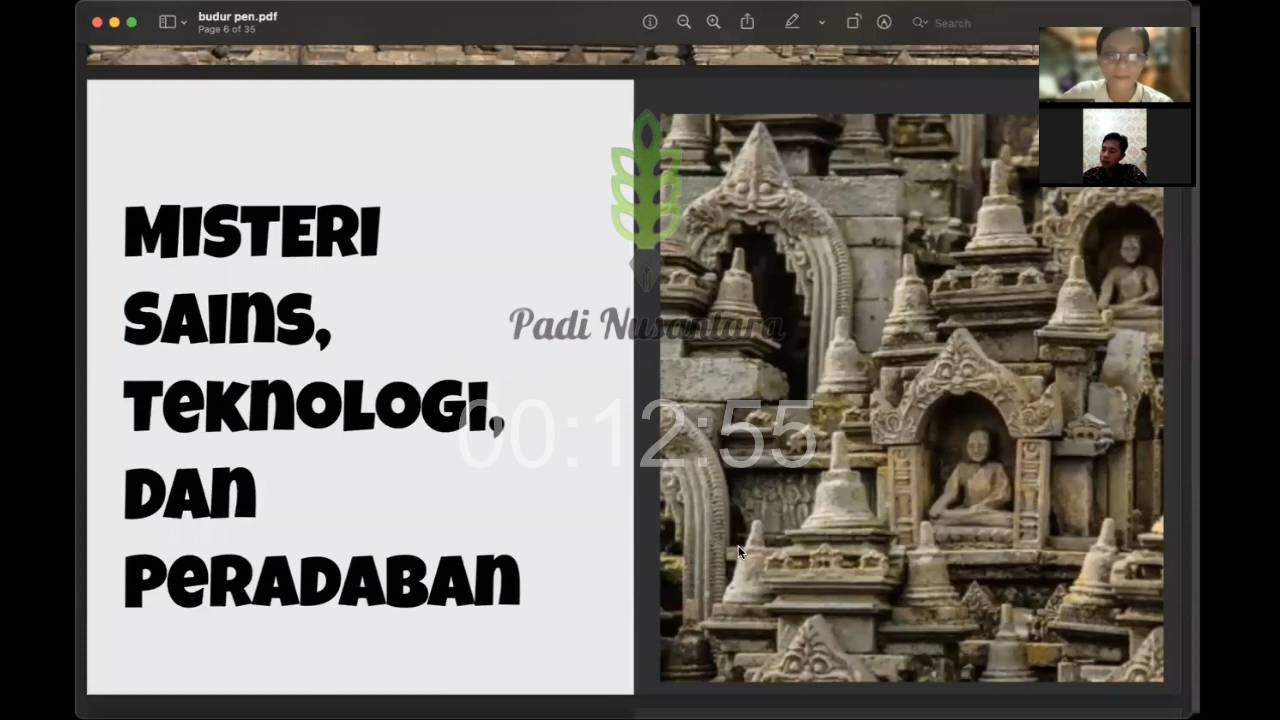 budur pen.pdf
Page 6 of 35
Search
MISTERI
SAINS,
TEKNOLOGI,
DAN
PERADABAN
Padi Nusantara
00:12:55